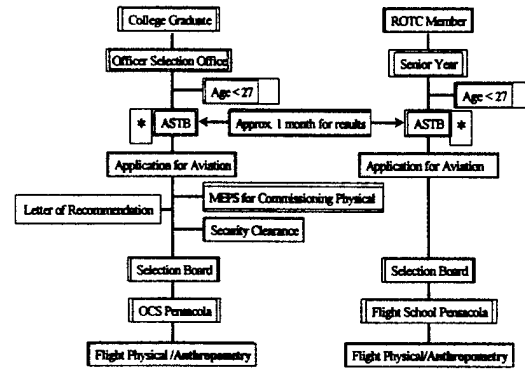 College Graduate
ROTC Member
Officer Selection Office
Senior Year
Age < 27
Age < 27
* ASTB
Approx. 1 month for results
ASTB *
Application for Aviation
Application for Aviation
MEPS for Commissioning Physical
Letter of Recommendation
Security Clearance
Selection Board
Selection Board
OCS Pensacola
Flight School Pensacola
Flight Physical /Anthropometry
Flight Physical/Anthropometry